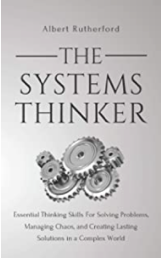 Albert Rutherford
THE
SYSTEMS
THINKER
Essential Thinking Skills For Solving Problems,
Managing Chaos, and Creating Lasting
Solutions in a Complex World